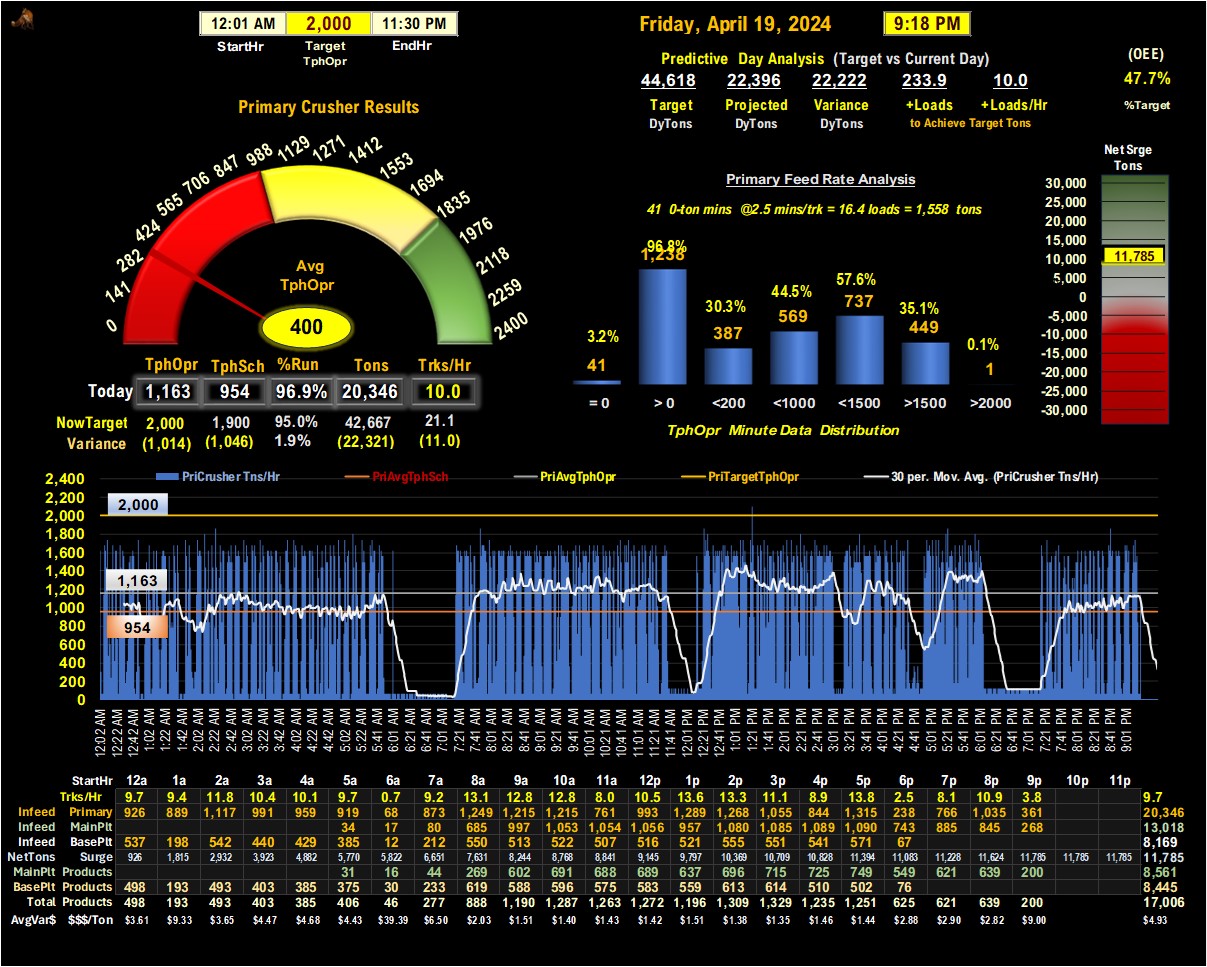 12:01 AM 2,000 11:30 PM
StartHr Target TphOpr EndHr
Friday, April 19, 2024 9:18 PM
Predictive Day Analysis (Target vs Current Day)
44,618 22,396 22,222 233.9 10.0
Target Projected Variance +Loads +Loads/Hr
DyTons DyTons DyTons to Achieve Target Tons
(OEE)
47.7%
%Target
Primary Crusher Results
0 141 282 424 565 706 847 988 1129 1271 1412 1553 1694 1835 1976 2118 2259 2400
Avg
TphOpr
400
TphOpr TphSch %Run Tons Trks/Hr
Today 1,163 954 96.9% 20,346 10.0
NowTarget 2,000 1,900 95.0% 42,667 21.1
Variance (1,014) (1,046) 1.9% (22,321) (11.0)
Primary Feed Rate Analysis
41 0-ton mins @2.5 mins/trk = 16.4 loads = 1,558 tons
3.2% 96.8% 30.3% 44.5% 57.6% 35.1% 0.1%
41 1,238 387 569 737 449 1
= 0 > 0 <200 <1000 <1500 >1500 >2000
TphOpr Minute Data Distribution
Net Srge
Tons
30,000
25,000
20,000
15,000
11,785
10,000
5,000
0
-5,000
-10,000
-15,000
-20,000
-25,000
-30,000
PriCrusher Tns/Hr PriAvgTphSch PriAvgTphOpr PriTargetTphOpr 30 per. Mov. Avg. (PriCrusher Tns/Hr)
2,400
2,200
2,000
1,800
1,600
1,400
1,200
1,000
800
600
400
200
0
2,000
1,163
954
12:02 AM 12:22 AM 12:42 AM 1:02 AM 1:22 AM 1:42 AM 2:02 AM 2:22 AM 2:42 AM 3:02 AM 3:22 AM 3:42 AM 4:02 AM 4:22 AM 4:42 AM 5:02 AM 5:21 AM 5:41 AM 6:01 AM 6:21 AM 6:41 AM 7:01 AM 7:21 AM 7:41 AM 8:01 AM 8:21 AM 8:41 AM 9:01 AM 9:21 AM 9:41 AM 10:01 AM 10:21 AM 10:41 AM 11:01 AM 11:21 AM 11:41 AM 12:01 PM 12:21 PM 12:41 PM 1:01 PM 1:21 PM 1:41 PM 2:01 PM 2:21 PM 2:41 PM 3:01 PM 3:21 PM 3:41 PM 4:01 PM 4:21 PM 4:41 PM 5:01 PM 5:21 PM 5:41 PM 6:01 PM 6:21 PM 6:41 PM 7:01 PM 7:21 PM 7:41 PM 8:01 PM 8:21 PM 8:41 PM 9:01 PM
StartHr 12a 1a 2a 3a 4a 5a 6a 7a 8a 9a 10a 11a 12p 1p 2p 3p 4p 5p 6p 7p 8p 9p 10p 11p
Trks/Hr 9.7 9.4 11.8 10.4 10.1 9.7 0.7 9.2 13.1 12.8 12.8 8.0 10.5 13.6 13.3 11.1 8.9 13.8 2.5 8.1 10.9 3.8 9.7
Infeed Primary 926 889 1,117 991 959 919 68 873 1,249 1,215 1,215 761 993 1,289 1,268 1,055 844 1,315 238 766 1,035 361 20,346
Infeed MainPlt 34 17 80 685 997 1,053 1,054 1,056 957 1,080 1,085 1,089 1,090 743 885 845 268 13,018
Infeed BasePlt 537 198 542 440 429 385 12 212 550 513 522 507 516 521 555 551 541 571 67 8,169
NetTons Surge 926 1,815 2,932 3,923 4,882 5,770 5,822 6,651 7,631 8,244 8,768 8,841 9,145 9,797 10,369 10,709 10,828 11,394 11,083 11,228 11,624 11,785 11,785 11,785 11,785
MainPlt Products 31 16 44 269 602 691 688 689 637 696 715 725 749 549 621 639 200 8,561
BasePlt Products 498 193 493 403 385 375 30 233 619 588 596 575 583 559 613 614 510 502 76 8,445
Total Products 498 193 493 403 385 406 46 277 888 1,190 1,287 1,263 1,272 1,196 1,309 1,329 1,235 1,251 625 621 639 200 17,006
AvgVar$ $$$/Ton $3.61 $9.33 $3.65 $4.47 $4.68 $4.43 $39.39 $6.50 $2.03 $1.51 $1.40 $1.43 $1.42 $1.51 $1.38 $1.35 $1.46 $1.44 $2.88 $2.90 $2.82 $9.00 $4.93